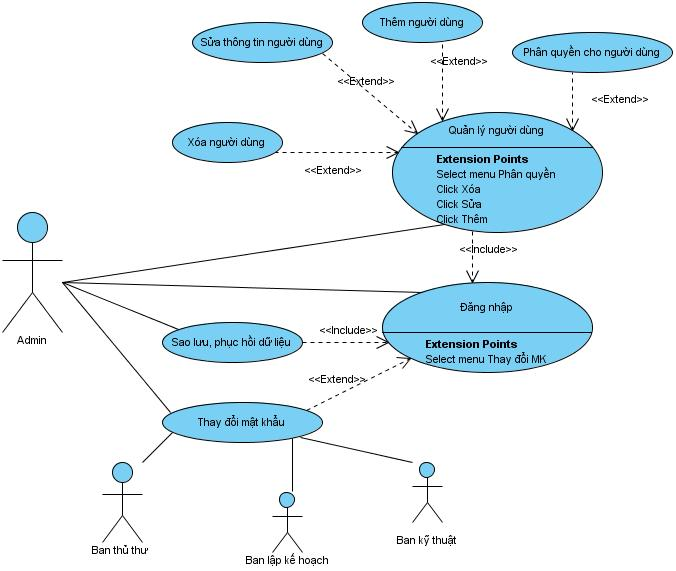 Thêm người dùng
Sửa thông tin người dùng
Phân quyền cho người dùng
<<Extend>>
<<Extend>>
<<Extend>>
Quản lý người dùng
Xóa người dùng
Extension Points
<<Extend>>
Select menu Phân quyền
Click Xóa
Click Sửa
Click Thêm
<<Include>>
Đăng nhập
Admin
Sao lưu, phục hồi dữ liệu
<<Include>>
Extension Points
Select menu Thay đổi MK
<<Extend>>
Thay đổi mật khẩu
Ban thủ thư
Ban lập kế hoạch
Ban kỹ thuật